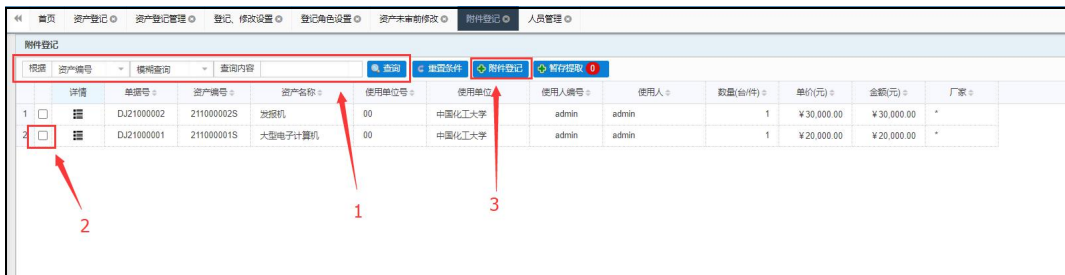 首页 资产登记 资产登记管理 登记、修改设置 登记角色设置 资产未审前修改 附件登记 人员管理
附件登记
根据 资产编号 模糊查询 查询内容 查询 重置条件 附件登记 暂存提取 0
详情 单据号 资产编号 资产名称 使用单位号 使用单位 使用人编号 使用人 数量(台/件) 单价(元) 金额(元) 厂家
1 DJ21000002 211000002S 发报机 00 中国化工大学 admin admin 1 ￥30,000.00 ￥30,000.00 *
2 DJ21000001 211000001S 大型电子计算机 00 中国化工大学 admin admin 1 ￥20,000.00 ￥20,000.00 *
1
3
2